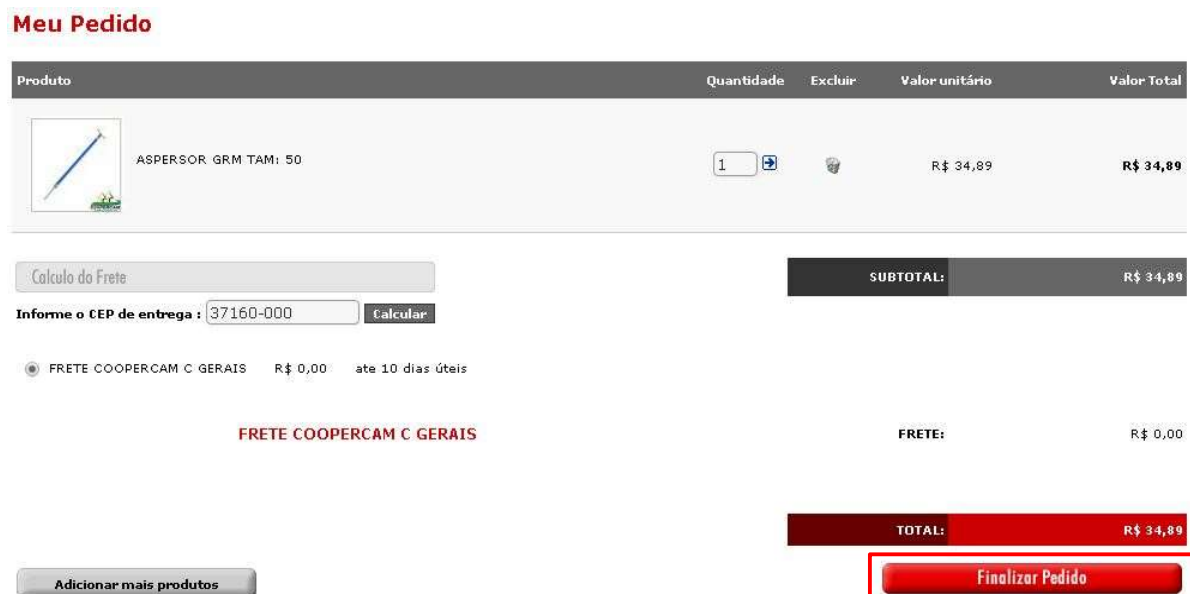 Meu Pedido
Produto Quantidade Excluir Valor unitário Valor Total
ASPERSOR GRM TAM: 50 1 R$ 34,89 R$ 34,89
Calculo do Frete SUBTOTAL: R$ 34,89
Informe o CEP de entrega : 37160-000 Calcular
FRETE COOPERCAM C GERAIS R$ 0,00 ate 10 dias úteis
FRETE COOPERCAM C GERAIS FRETE: R$ 0,00
TOTAL: R$ 34,89
Adicionar mais produtos Finalizar Pedido